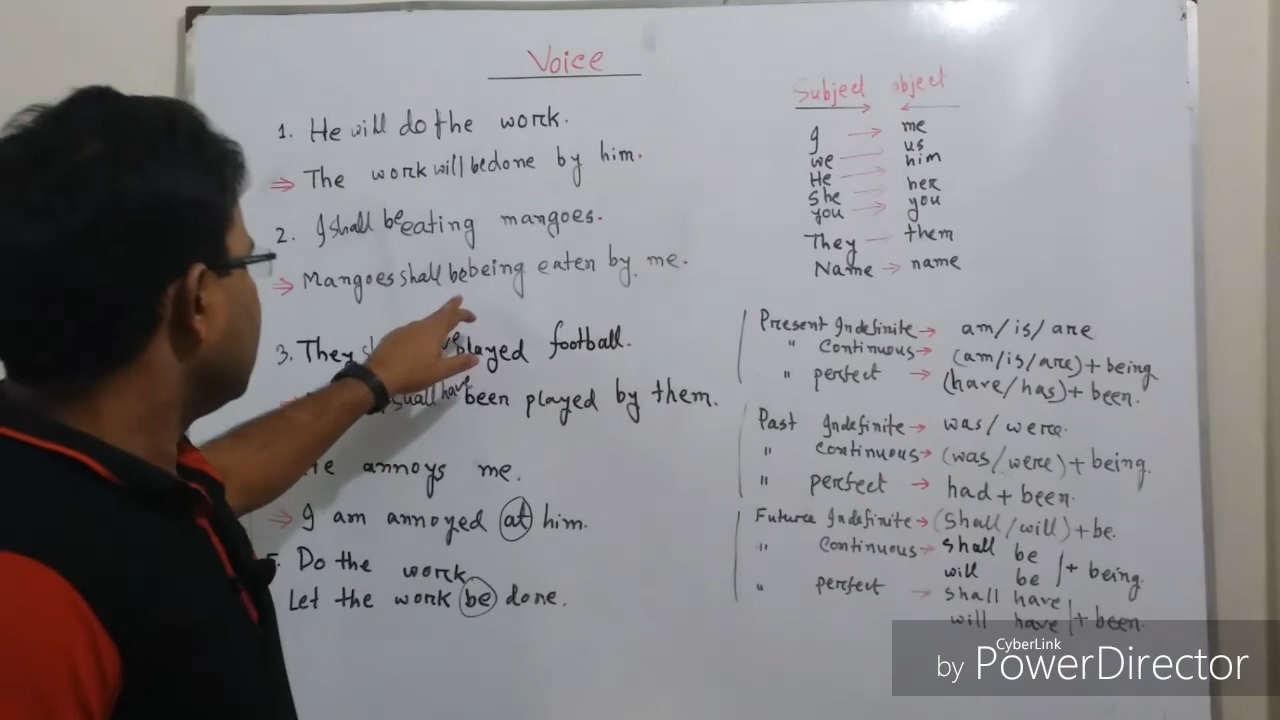 Voice
1. He will do the work.
⇒ The work will be done by him.
2. I shall be eating mangoes.
⇒ Mangoes shall be being eaten by me.
3. They played football.
shall have been played by them.
annoys me.
⇒ I am annoyed at him.
5. Do the work.
Let the work be done.
Subject object
I → me
we us
He → him
She → her
you → you
They → them
Name → name
Present Indefinite → am/is/are
" Continuous → (am/is/are) + being
" perfect → (have/has) + been.
Past Indefinite → was/were.
" continuous → (was/were) + being.
" perfect → had + been.
Future Indefinite → (Shall/will) + be.
" Continuous → shall be
will be /+ being.
" perfect → shall have
will have /+ been.
CyberLink
by PowerDirector